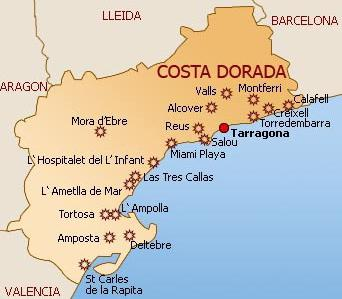 LLEIDA
BARCELONA
ARAGON
COSTA DORADA
Valls
Montferri
Calafell
Alcover
Creixell
Mora d'Ebre
Reus
Torredembarra
Tarragona
Salou
L`Hospitalet del L`Infant
Miami Playa
Las Tres Callas
L`Ametlla de Mar
Tortosa
L`Ampolla
Amposta
Deltebre
St Carles
de la Rapita
VALENCIA